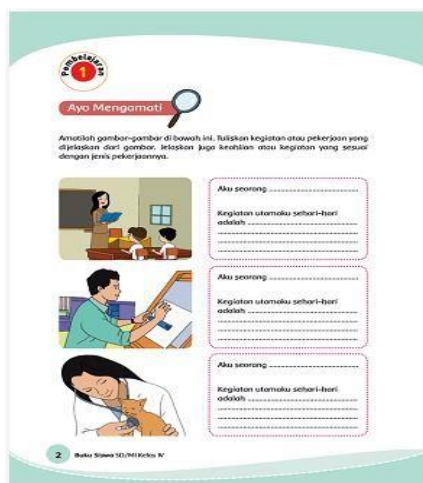 Pembelajaran
1
Ayo Mengamati
Amatilah gambar-gambar di bawah ini. Tuliskan kegiatan atau pekerjaan yang
dijelaskan dari gambar. Jelaskan juga keahlian atau kegiatan yang sesuai
dengan jenis pekerjaannya.
Aku seorang ..............................
Kegiatan utamaku sehari-hari
adalah ..............................
Aku seorang ..............................
Kegiatan utamaku sehari-hari
adalah ..............................
Aku seorang ..............................
Kegiatan utamaku sehari-hari
adalah ..............................
2 Buku Siswa SD/MI Kelas IV